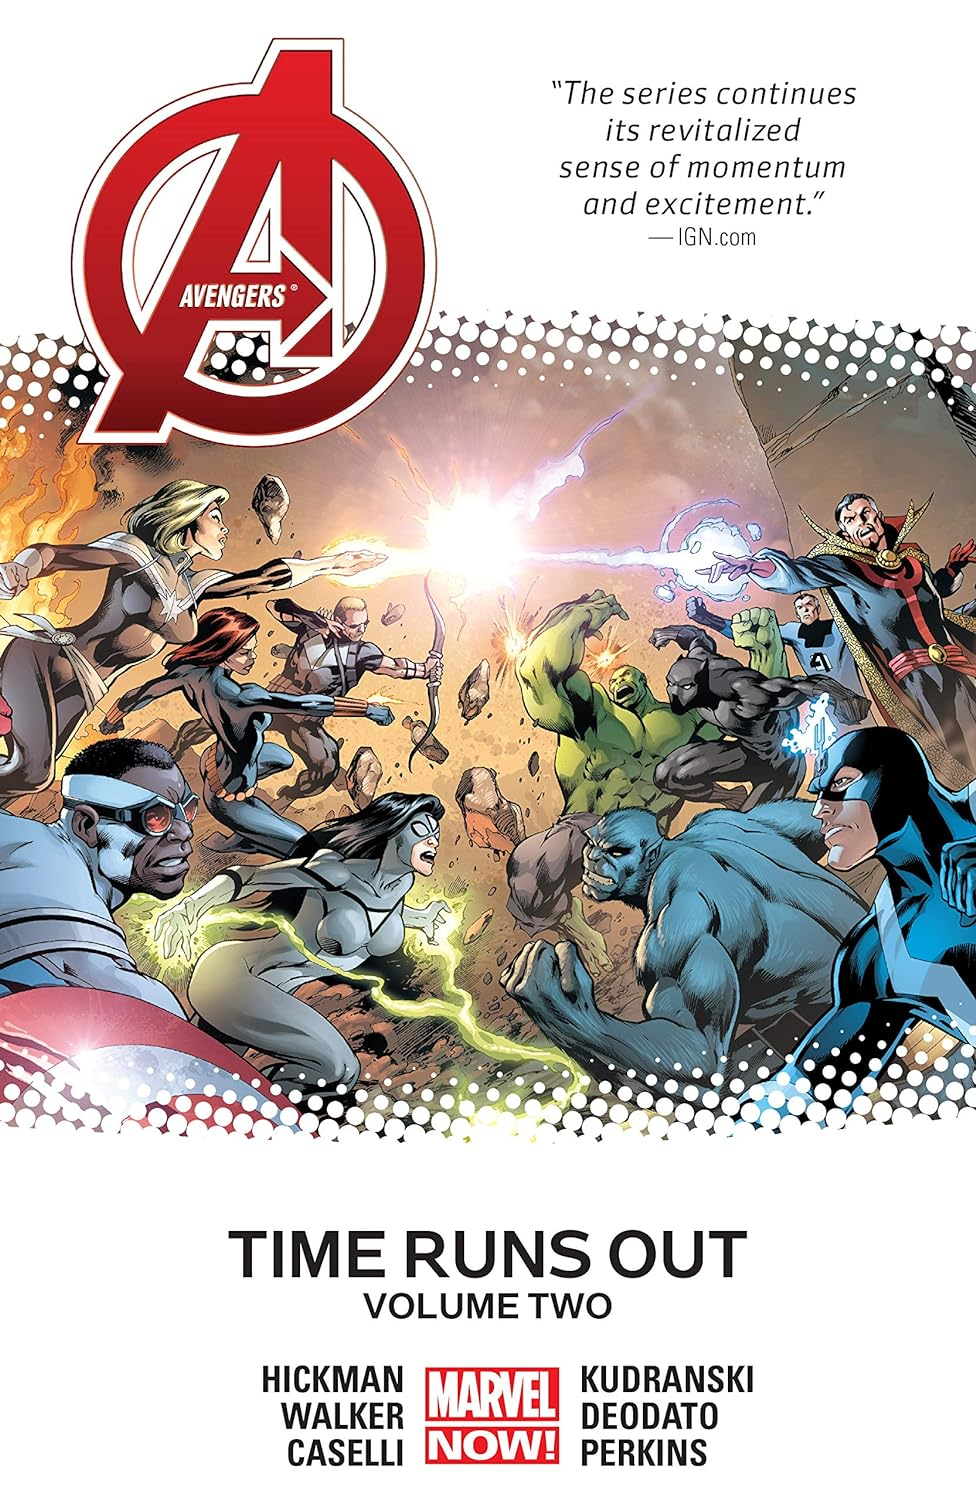 “The series continues
its revitalized
sense of momentum
and excitement.”
—IGN.com
AVENGERS®
4
TIME RUNS OUT
VOLUME TWO
HICKMAN
WALKER
CASELLI
MARVEL
NOW!
KUDRANSKI
DEODATO
PERKINS